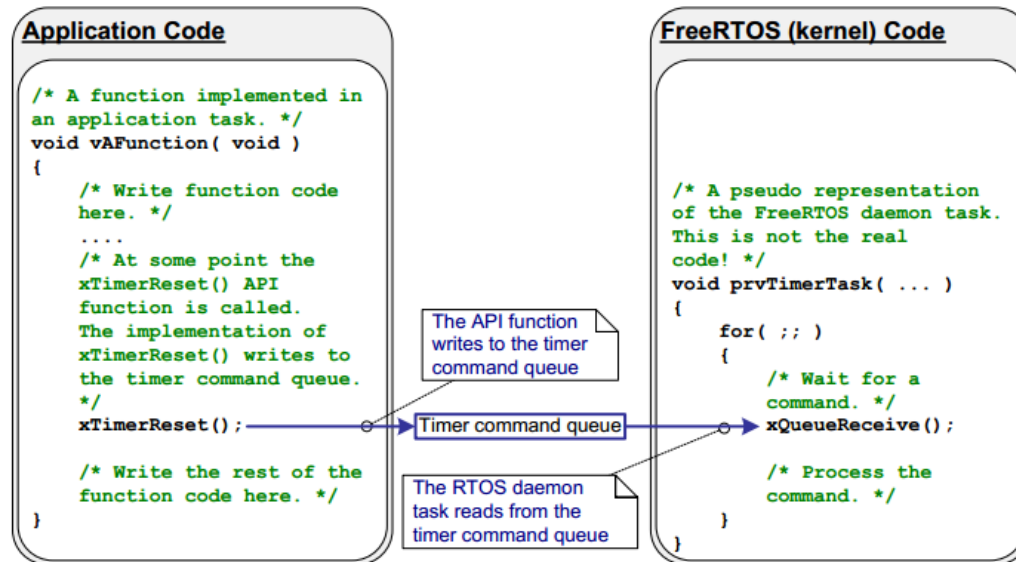 Application Code
/* A function implemented in
an application task. */
void vAFunction( void )
{
/* Write function code
here. */
....
/* At some point the
xTimerReset() API
function is called.
The implementation of
xTimerReset() writes to
the timer command queue.
*/
xTimerReset();
/* Write the rest of the
function code here. */
}
The API function
writes to the timer
command queue
Timer command queue
The RTOS daemon
task reads from the
timer command queue
FreeRTOS (kernel) Code
/* A pseudo representation
of the FreeRTOS daemon task.
This is not the real
code! */
void prvTimerTask( ... )
{
for( ;; )
{
/* Wait for a
command. */
xQueueReceive();
/* Process the
command. */
}
}